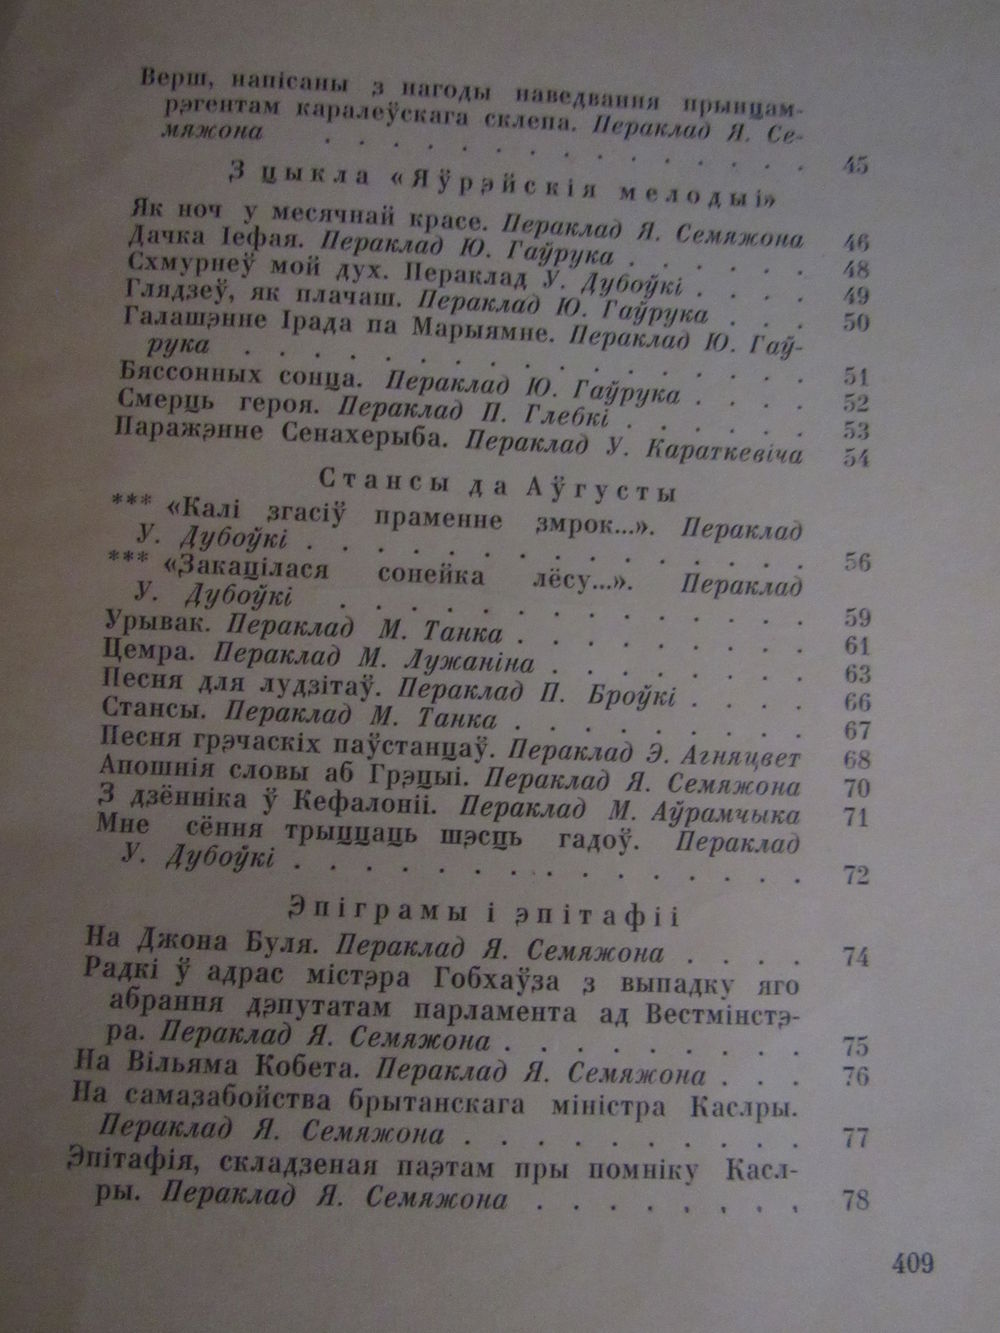 Верш, напісаны з нагоды наведвання прынцам-
рэгентам каралеўскага склепа. Пераклад Я. Се-
мяжона . . . . . . . . . . . . . . 45
З цыкла «Яўрэйскія мелодыі»
Як ноч у месячнай красе. Пераклад Я. Семяжона 46
Дачка Іефая. Пераклад Ю. Гаўрука . . . . . . 48
Схмурнеў мой дух. Пераклад У. Дубоўкі . . . . 49
Глядзеў, як плачаш. Пераклад Ю. Гаўрука . . . 50
Галашэнне Ірада па Марыямне. Пераклад Ю. Гаў-
рука . . . . . . . . . . . . . . . . 51
Бяссонных сонца. Пераклад Ю. Гаўрука . . . . 52
Смерць героя. Пераклад П. Глебкі . . . . . . 53
Паражэнне Сенахерыба. Пераклад У. Караткевіча 54
Стансы да Аўгусты
*** «Калі згасіў праменне змрок...». Пераклад
У. Дубоўкі . . . . . . . . . . . . . . 56
*** «Закацілася сонейка лёсу...». Пераклад
У. Дубоўкі . . . . . . . . . . . . . . 59
Урывак. Пераклад М. Танка . . . . . . . . . 61
Цемра. Пераклад М. Лужаніна . . . . . . . . 63
Песня для лудзітаў. Пераклад П. Броўкі . . . . 66
Стансы. Пераклад М. Танка . . . . . . . . . 67
Песня грэчаскіх паўстанцаў. Пераклад Э. Агняцвет 68
Апошнія словы аб Грэцыі. Пераклад Я. Семяжона 70
З дзённіка ў Кефалоніі. Пераклад М. Аўрамчыка 71
Мне сёння трыццаць шэсць гадоў. Пераклад
У. Дубоўкі . . . . . . . . . . . . . . . 72
Эпіграмы і эпітафіі
На Джона Буля. Пераклад Я. Семяжона . . . . 74
Радкі ў адрас містэра Гобхаўза з выпадку яго
абрання дэпутатам парламента ад Вестмінстэ-
ра. Пераклад Я. Семяжона . . . . . . . . . 75
На Вільяма Кобета. Пераклад Я. Семяжона . . . 76
На самазабойства брытанскага міністра Каслры.
Пераклад Я. Семяжона . . . . . . . . . . 77
Эпітафія, складзеная паэтам пры помніку Касл-
ры. Пераклад Я. Семяжона . . . . . . . . 78
409